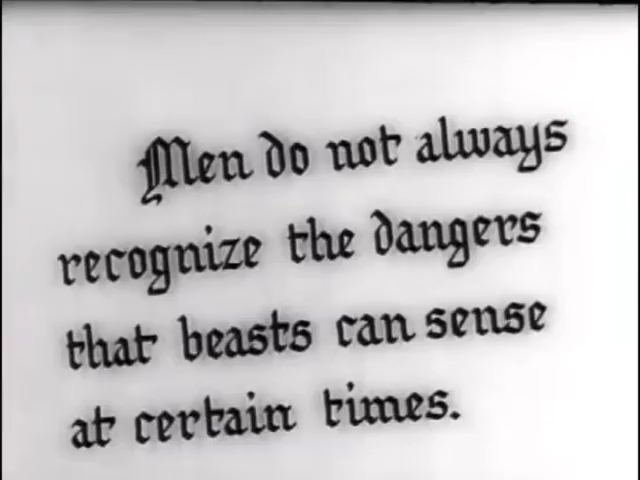 Men do not always
recognize the dangers
that beasts can sense
at certain times.